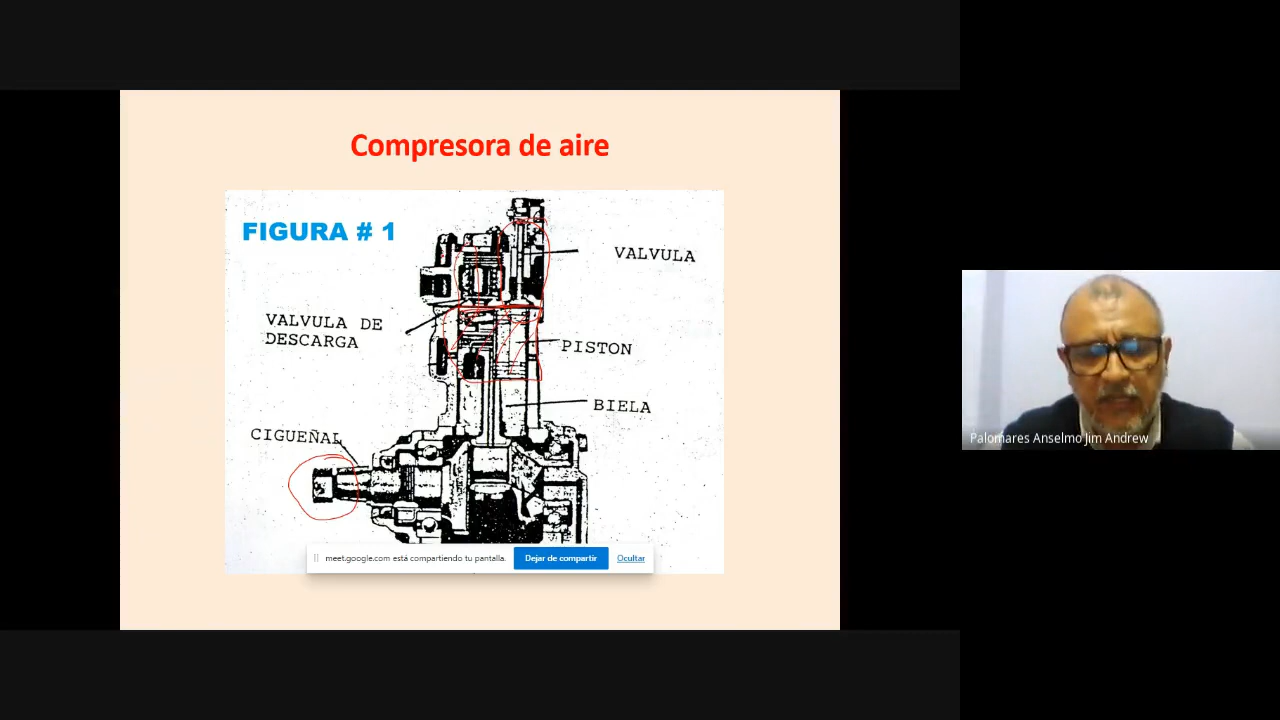 Compresora de aire
FIGURA # 1
VALVULA
VALVULA DE
DESCARGA
PISTON
BIELA
CIGUEÑAL
meet.google.com está compartiendo tu pantalla.
Dejar de compartir
Ocultar
Palomares Anselmo Jim Andrew